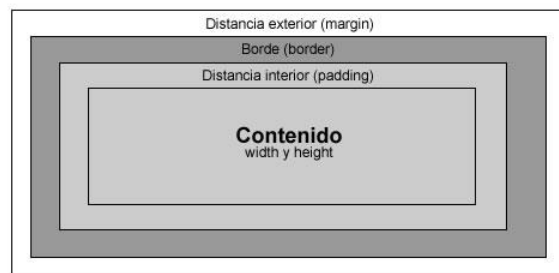 Distancia exterior (margin)
Borde (border)
Distancia interior (padding)
Contenido
width y height